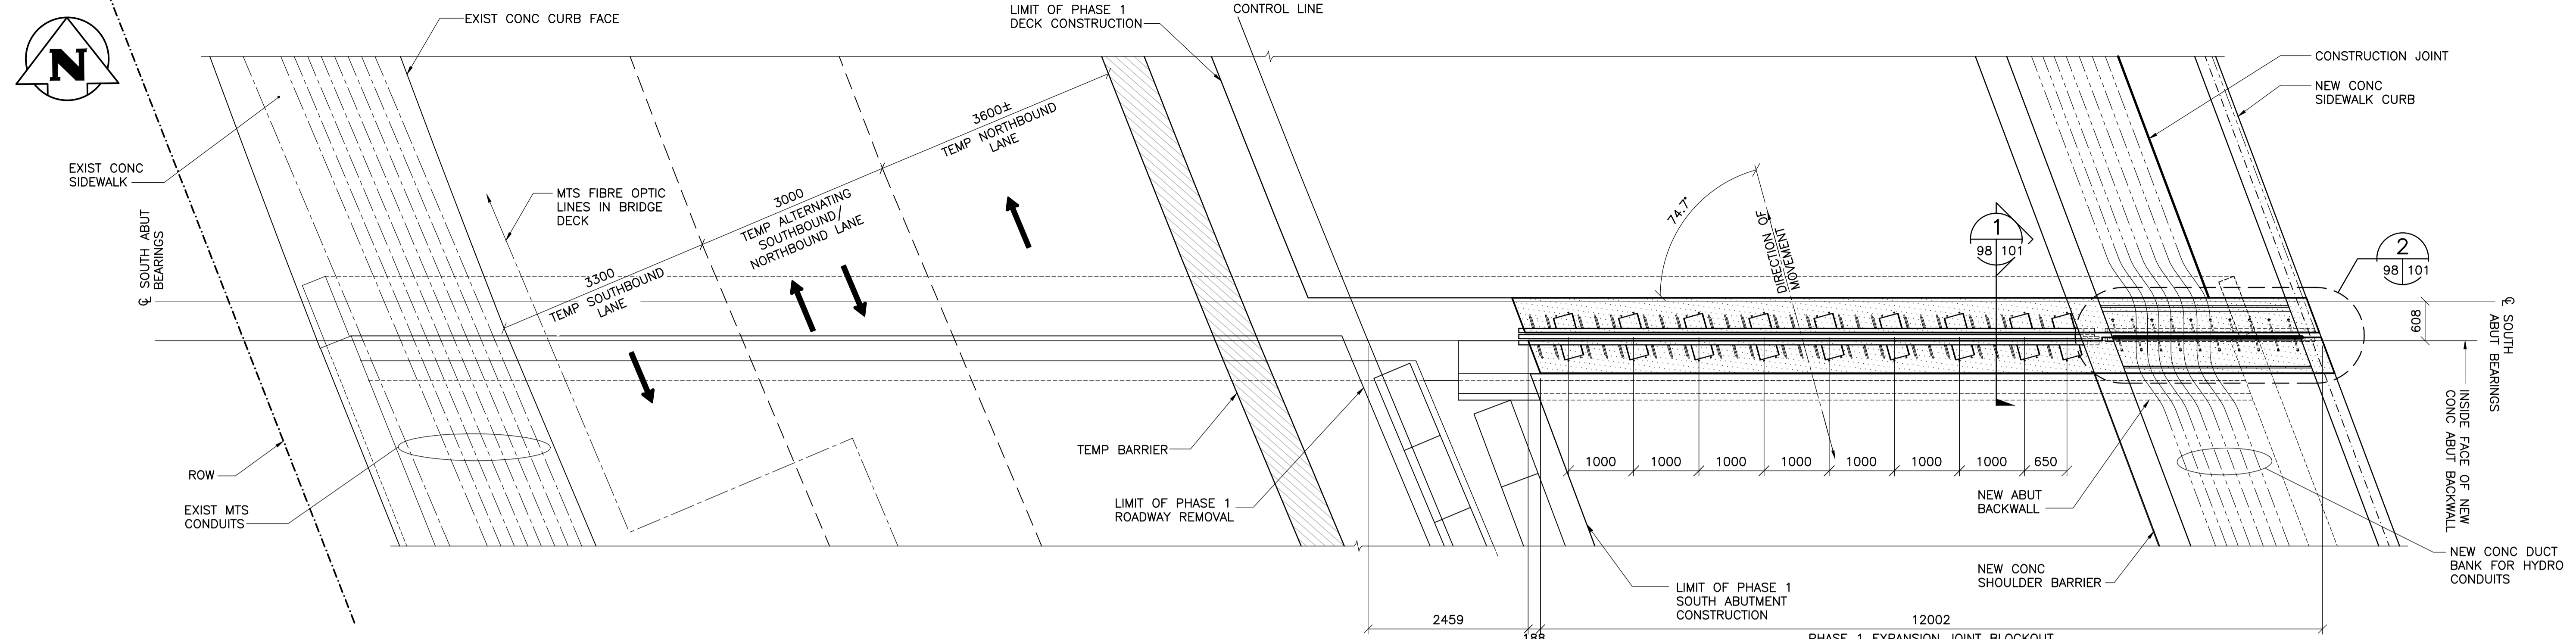 N
EXIST CONC CURB FACE
LIMIT OF PHASE 1
DECK CONSTRUCTION
CONTROL LINE
CONSTRUCTION JOINT
NEW CONC
SIDEWALK CURB
EXIST CONC
SIDEWALK
MTS FIBRE OPTIC
LINES IN BRIDGE
DECK
3600±
TEMP NORTHBOUND
LANE
3000
TEMP ALTERNATING
SOUTHBOUND/
NORTHBOUND LANE
3300
TEMP SOUTHBOUND
LANE
℄ SOUTH ABUT
BEARINGS
74.7°
DIRECTION OF
MOVEMENT
1
98 101
2
98 101
608
℄ SOUTH
ABUT BEARINGS
INSIDE FACE OF NEW
CONC ABUT BACKWALL
ROW
EXIST MTS
CONDUITS
TEMP BARRIER
LIMIT OF PHASE 1
ROADWAY REMOVAL
1000 1000 1000 1000 1000 1000 1000 650
NEW ABUT
BACKWALL
NEW CONC
SHOULDER BARRIER
NEW CONC DUCT
BANK FOR HYDRO
CONDUITS
LIMIT OF PHASE 1
SOUTH ABUTMENT
CONSTRUCTION
2459
188
12002
PHASE 1 EXPANSION JOINT BLOCKOUT